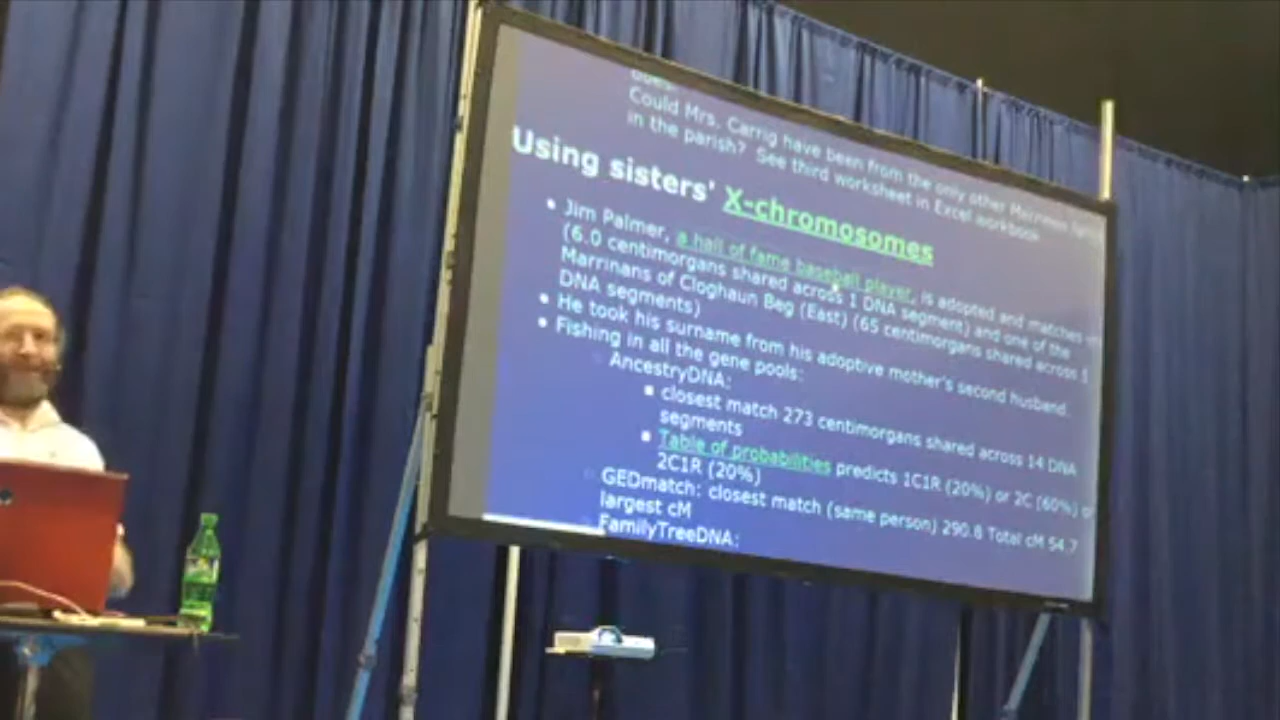 does.
Could Mrs. Carrig have been from the only other Marrinan family
in the parish? See third worksheet in Excel workbook
Using sisters' X-chromosomes
• Jim Palmer, a hall of fame baseball player, is adopted and matches
(6.0 centimorgans shared across 1 DNA segment) and one of the
Marrinans of Cloghaun Beg (East) (65 centimorgans shared across 5
DNA segments)
• He took his surname from his adoptive mother's second husband.
• Fishing in all the gene pools:
AncestryDNA:
▪ closest match 273 centimorgans shared across 14 DNA
segments
▪ Table of probabilities predicts 1C1R (20%) or 2C (60%) or
2C1R (20%)
GEDmatch: closest match (same person) 290.8 Total cM 54.7
largest cM
FamilyTreeDNA: